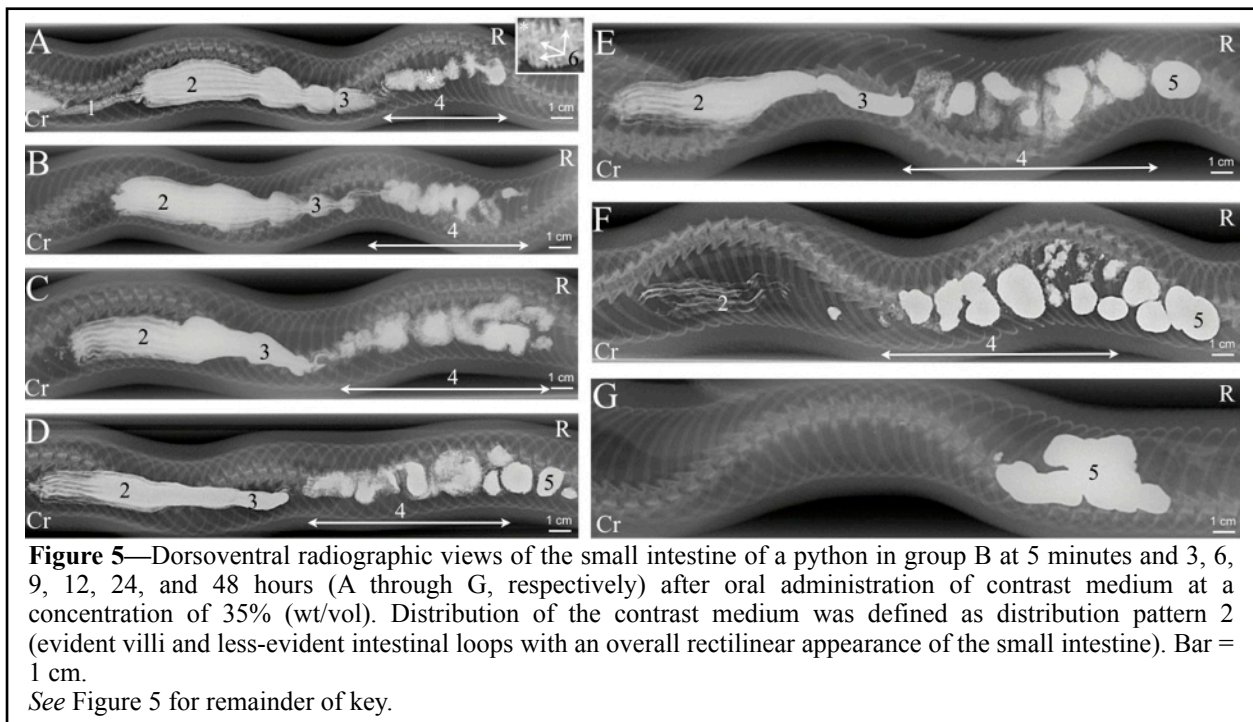 A
R
6
2
3
1
4
Cr
1 cm
B
R
2
3
4
Cr
1 cm
C
R
2
3
4
Cr
1 cm
D
R
2
3
5
4
Cr
1 cm
E
R
2
3
5
4
Cr
1 cm
F
R
2
5
4
Cr
1 cm
G
R
5
Cr
1 cm
Figure 5—Dorsoventral radiographic views of the small intestine of a python in group B at 5 minutes and 3, 6,
9, 12, 24, and 48 hours (A through G, respectively) after oral administration of contrast medium at a
concentration of 35% (wt/vol). Distribution of the contrast medium was defined as distribution pattern 2
(evident villi and less-evident intestinal loops with an overall rectilinear appearance of the small intestine). Bar =
1 cm.
See Figure 5 for remainder of key.